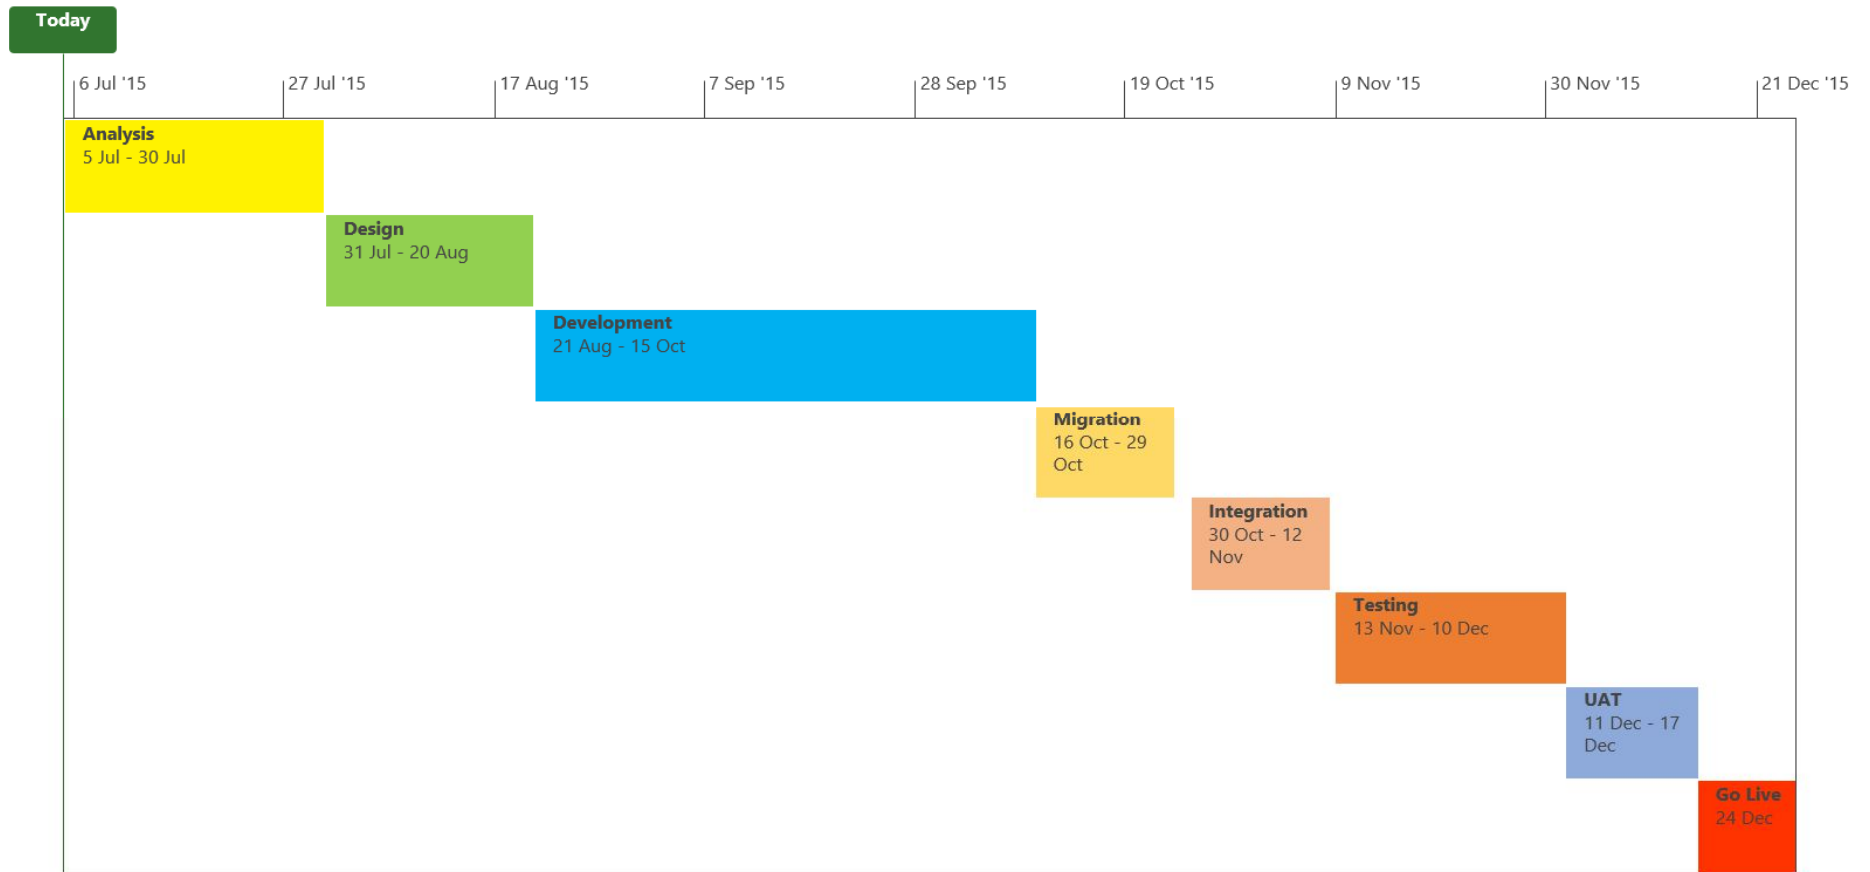 Today
6 Jul '15
27 Jul '15
17 Aug '15
7 Sep '15
28 Sep '15
19 Oct '15
9 Nov '15
30 Nov '15
21 Dec '15
Analysis
5 Jul - 30 Jul
Design
31 Jul - 20 Aug
Development
21 Aug - 15 Oct
Migration
16 Oct - 29
Oct
Integration
30 Oct - 12
Nov
Testing
13 Nov - 10 Dec
UAT
11 Dec - 17
Dec
Go Live
24 Dec